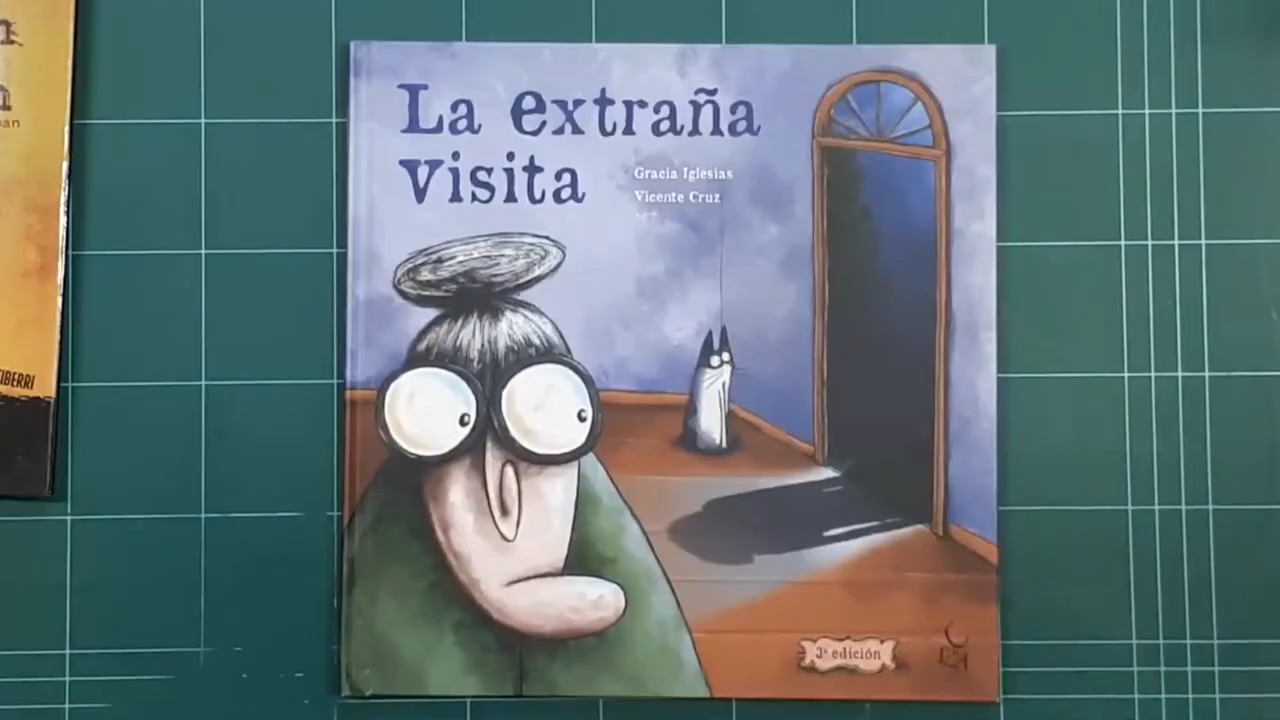 La extraña
visita
Gracia Iglesias
Vicente Cruz
3ª edición